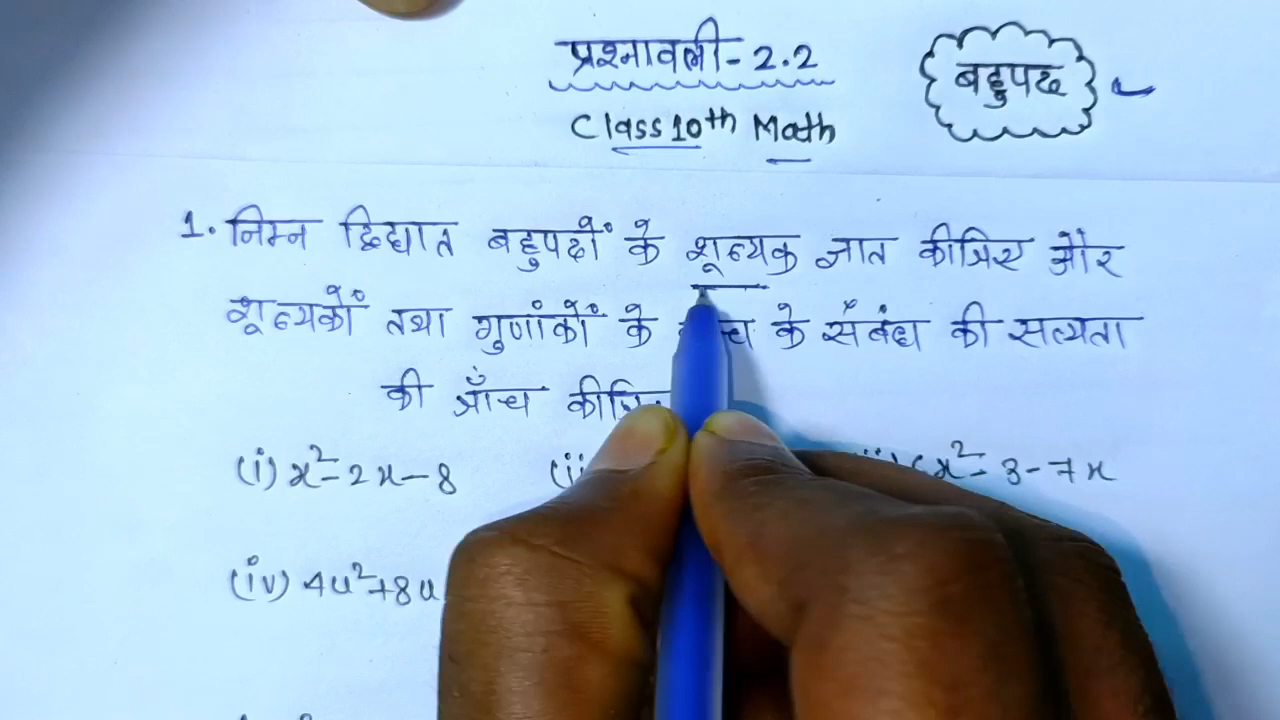 प्रश्नावली - 2.2
बहुपद
Class 10th Math
1. निम्न द्विघात बहुपदों के शून्यक ज्ञात कीजिए और
शून्यकों तथा गुणांकों के के संबंध की सत्यता
की जाँच
(i) x²-2x-8 x²-3-7x
(iv) 4u²+8u